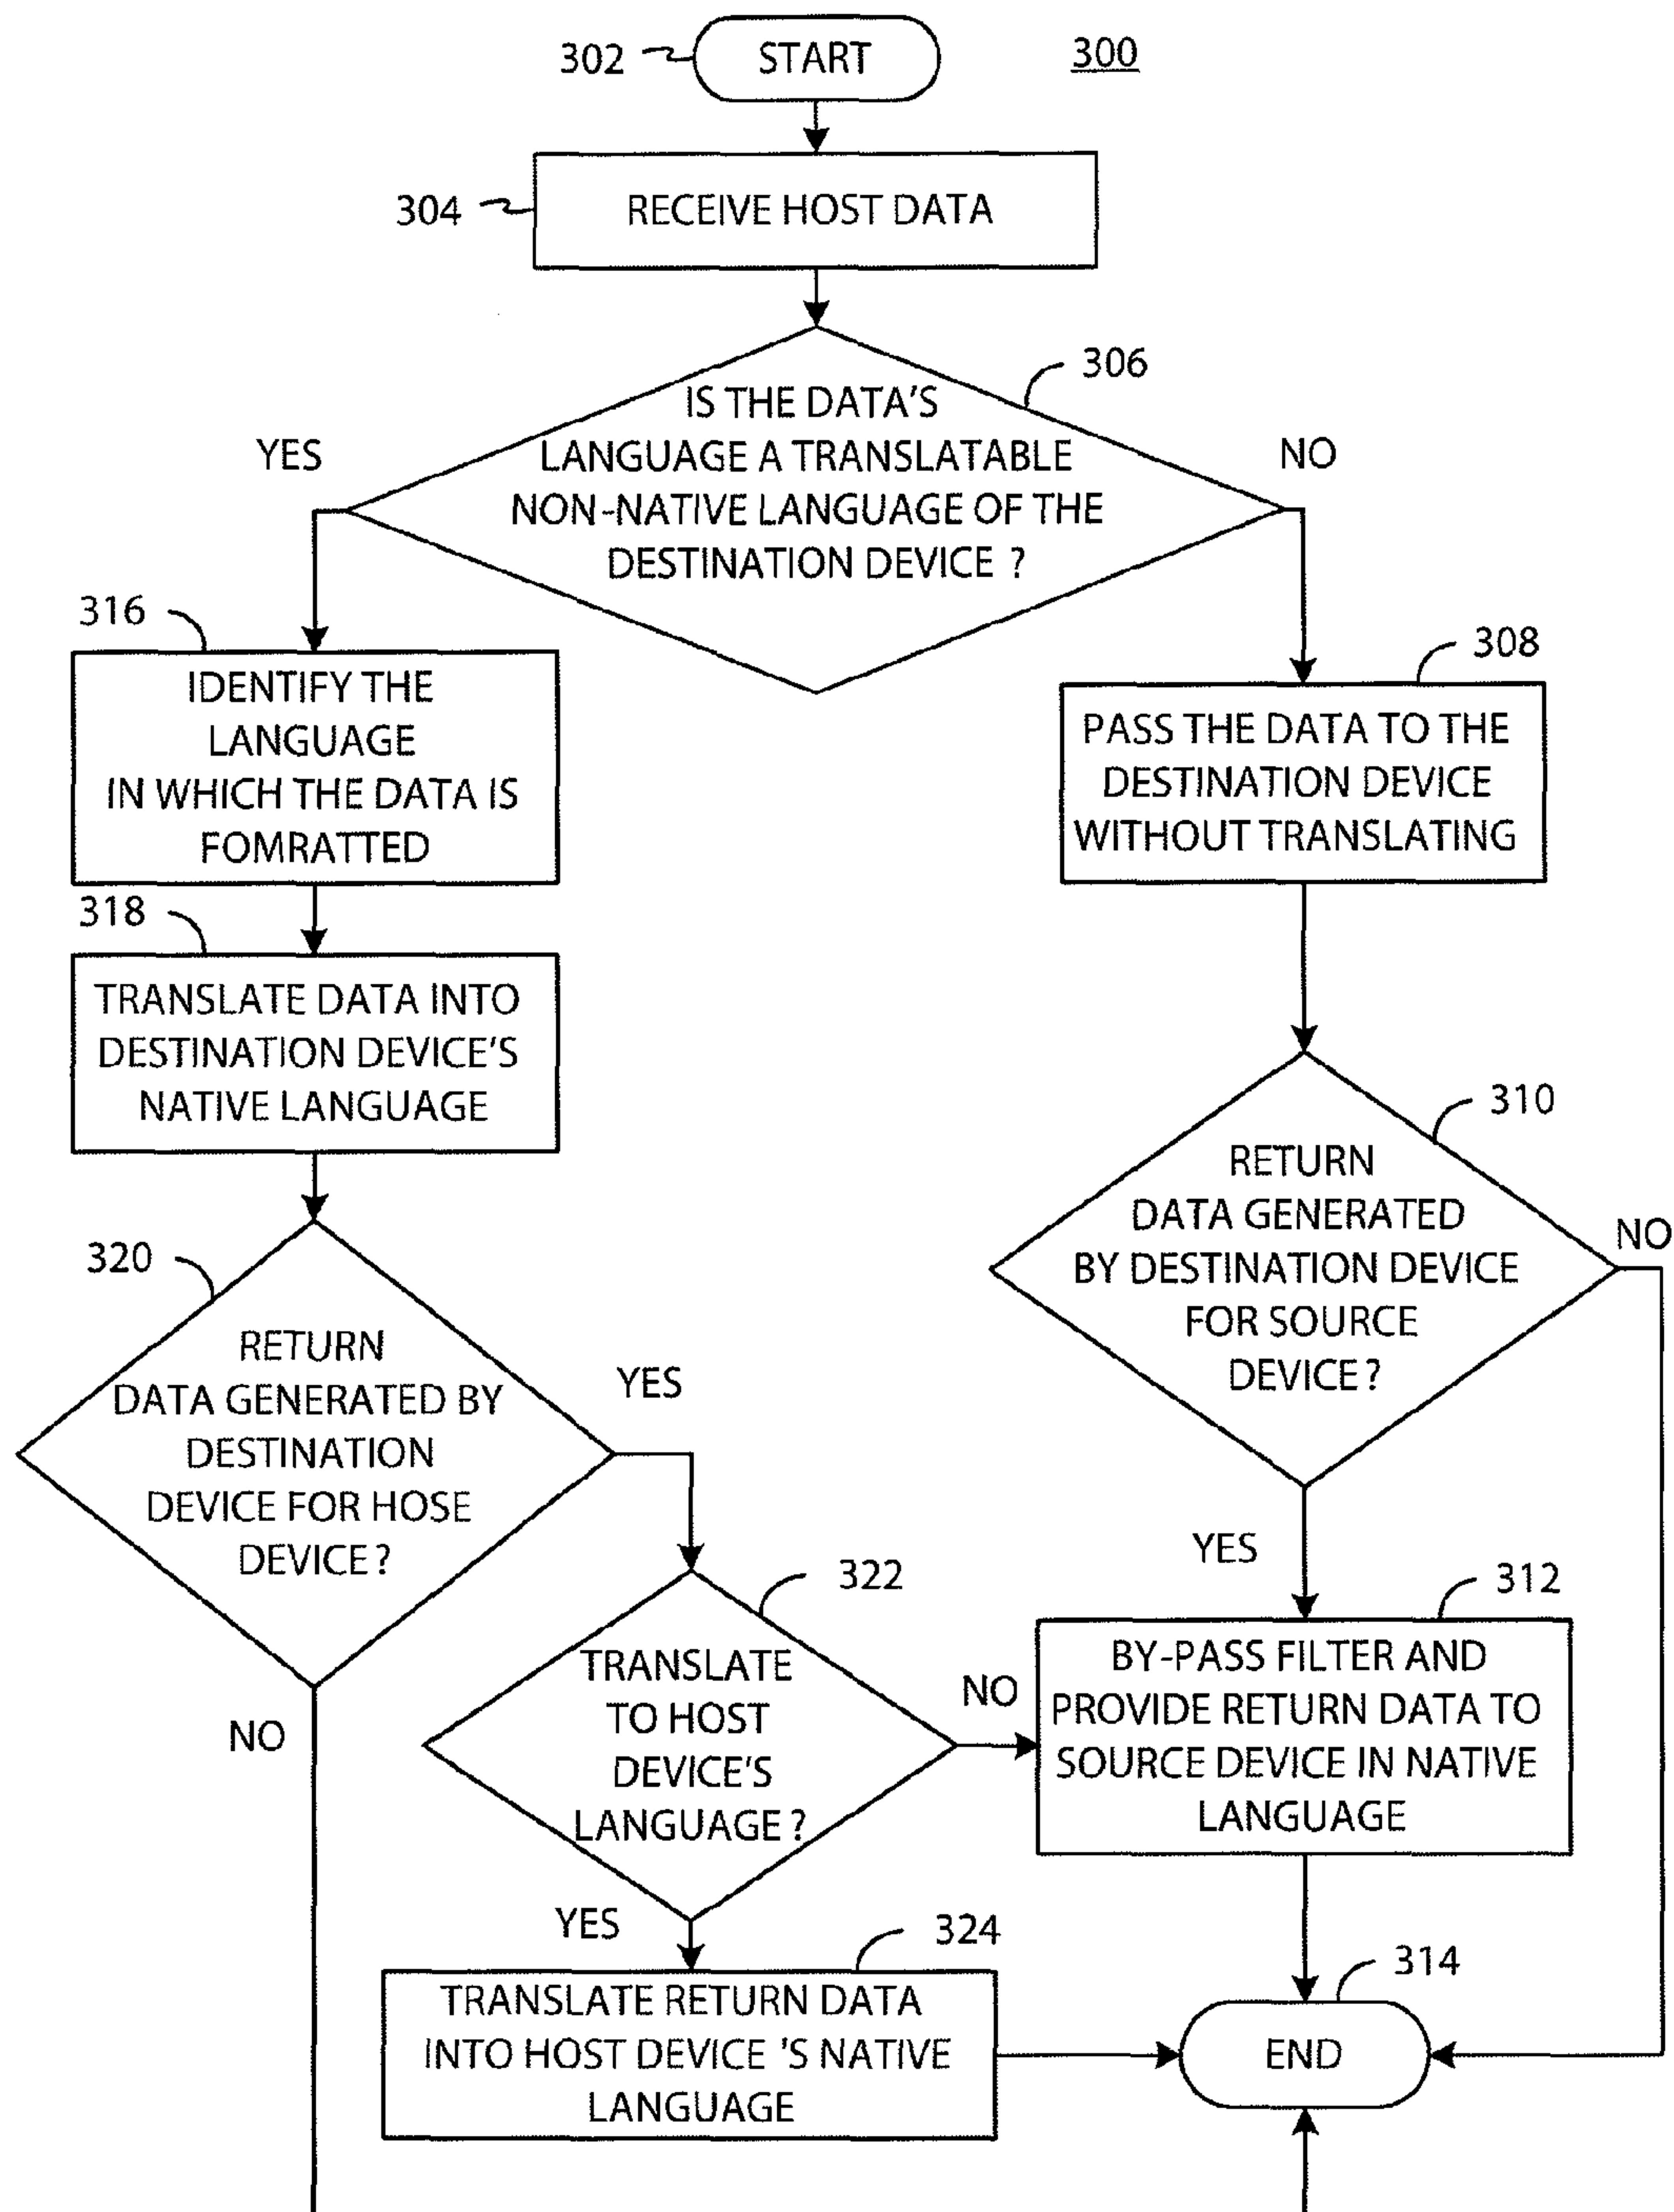 302
START
300
304
RECEIVE HOST DATA
306
IS THE DATA'S
LANGUAGE A TRANSLATABLE
NON-NATIVE LANGUAGE OF THE
DESTINATION DEVICE ?
YES
NO
316
IDENTIFY THE
LANGUAGE
IN WHICH THE DATA IS
FOMRATTED
308
PASS THE DATA TO THE
DESTINATION DEVICE
WITHOUT TRANSLATING
318
TRANSLATE DATA INTO
DESTINATION DEVICE'S
NATIVE LANGUAGE
310
RETURN
DATA GENERATED
BY DESTINATION DEVICE
FOR SOURCE
DEVICE?
NO
YES
320
RETURN
DATA GENERATED BY
DESTINATION
DEVICE FOR HOSE
DEVICE?
YES
NO
322
TRANSLATE
TO HOST
DEVICE'S
LANGUAGE?
NO
YES
312
BY-PASS FILTER AND
PROVIDE RETURN DATA TO
SOURCE DEVICE IN NATIVE
LANGUAGE
324
TRANSLATE RETURN DATA
INTO HOST DEVICE 'S NATIVE
LANGUAGE
314
END